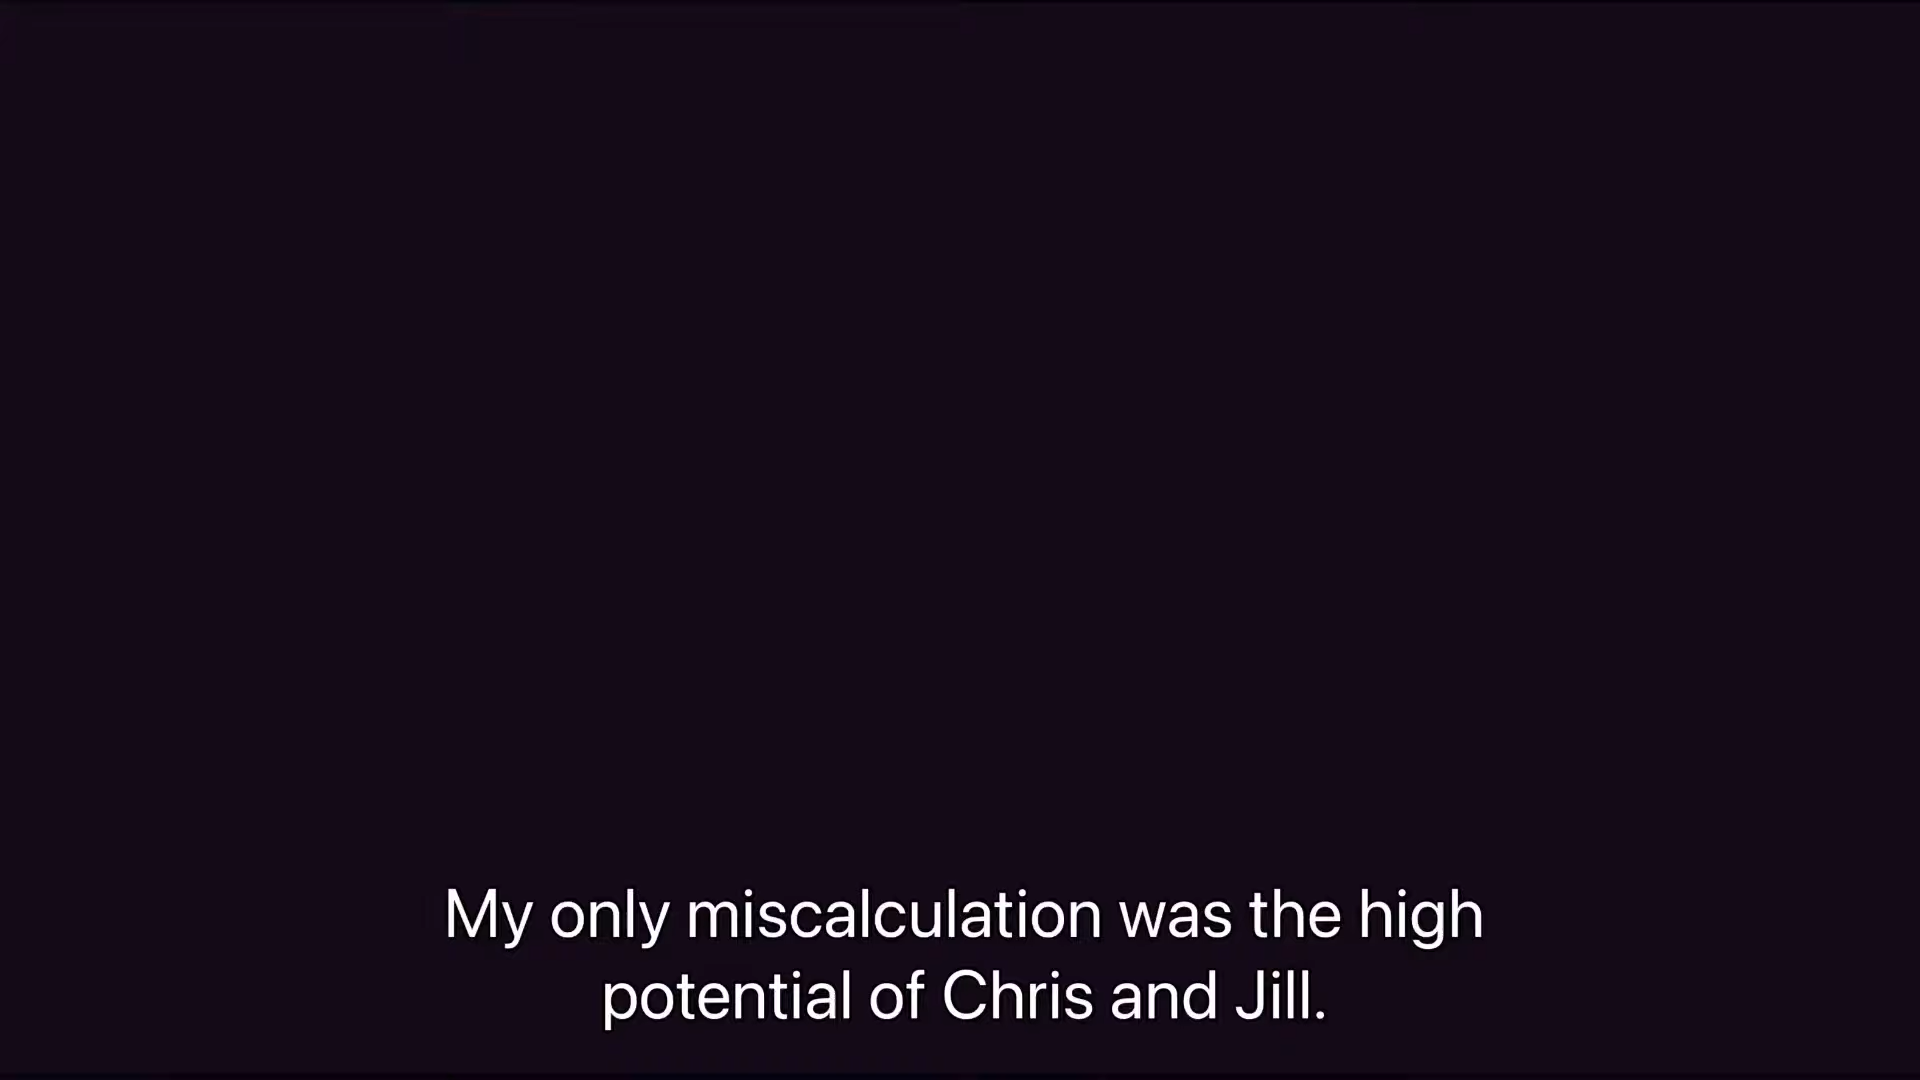 My only miscalculation was the high
potential of Chris and Jill.